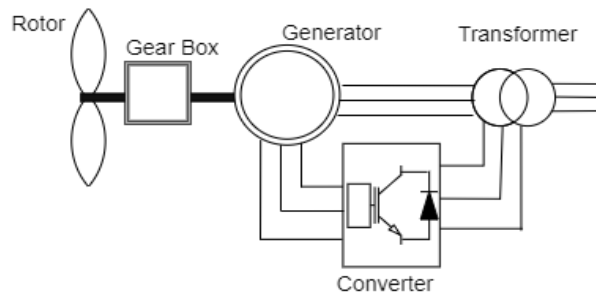 Rotor
Gear Box
Generator
Transformer
Converter